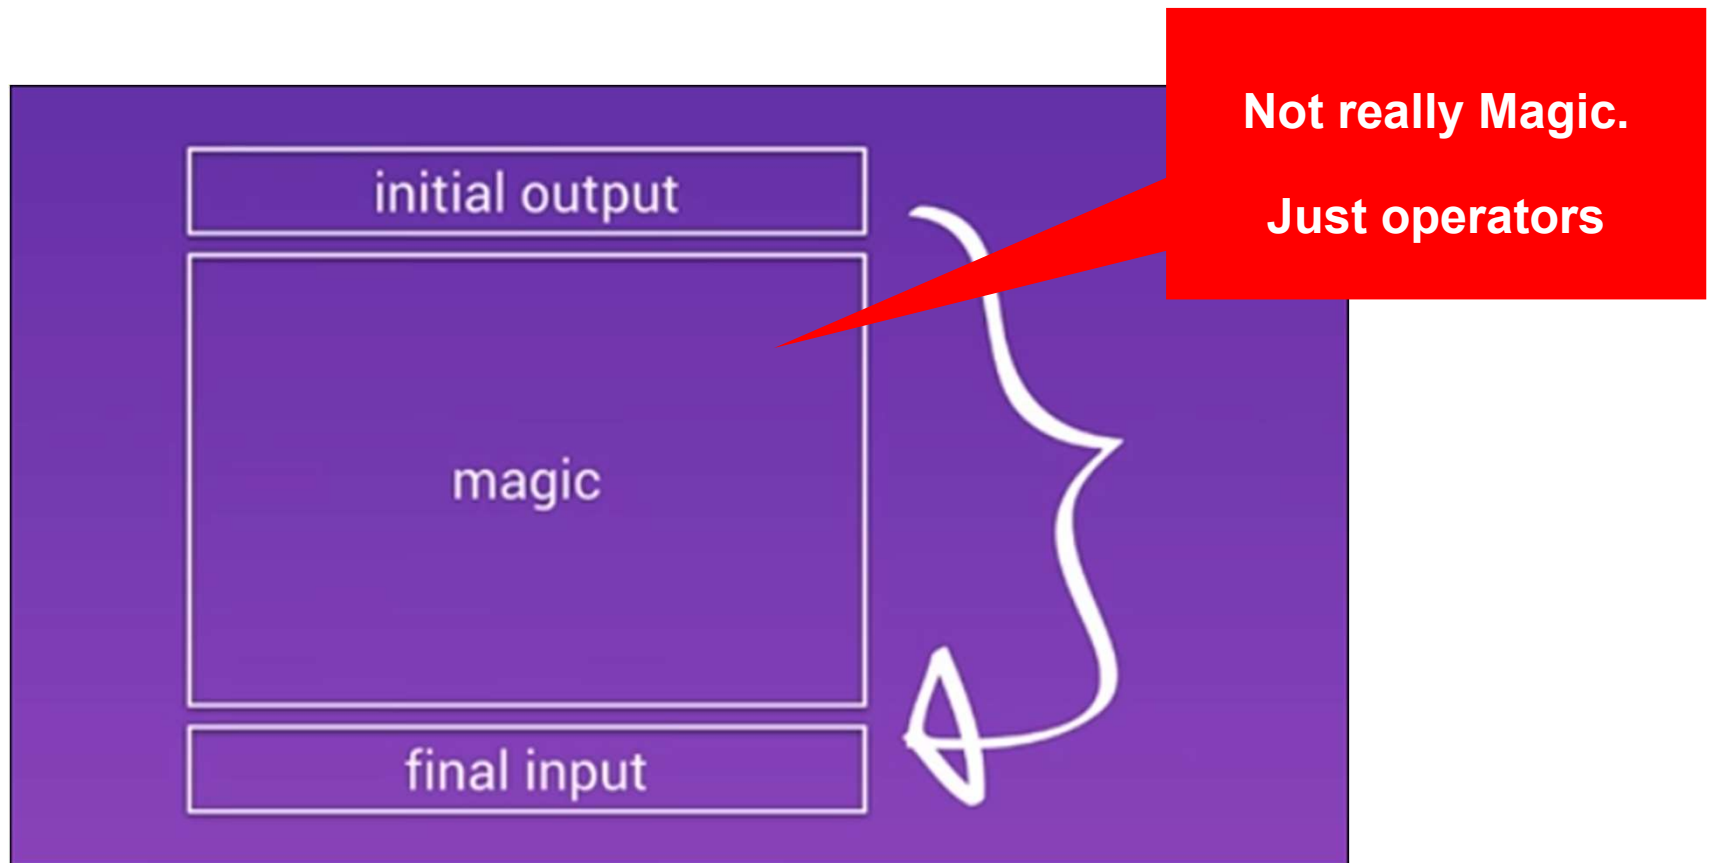 Not really Magic.
Just operators
initial output
magic
final input